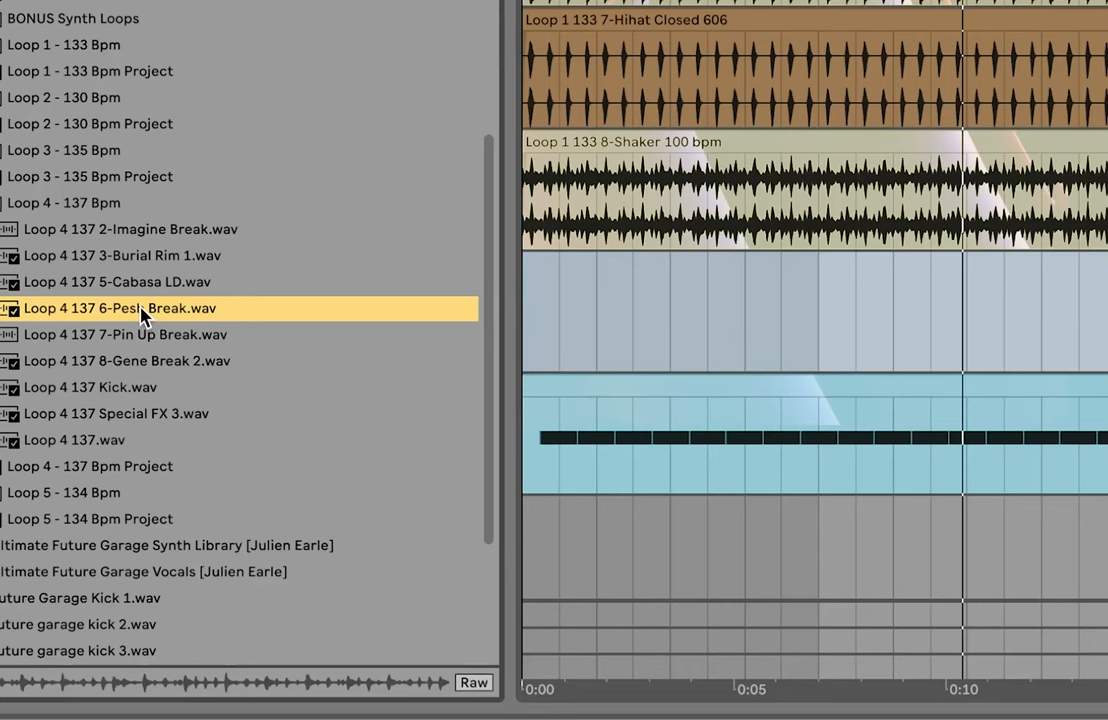 BONUS Synth Loops
Loop 1 - 133 Bpm
Loop 1 - 133 Bpm Project
Loop 2 - 130 Bpm
Loop 2 - 130 Bpm Project
Loop 3 - 135 Bpm
Loop 3 - 135 Bpm Project
Loop 4 - 137 Bpm
Loop 4 137 2-Imagine Break.wav
Loop 4 137 3-Burial Rim 1.wav
Loop 4 137 5-Cabasa LD.wav
Loop 4 137 6-Pesh Break.wav
Loop 4 137 7-Pin Up Break.wav
Loop 4 137 8-Gene Break 2.wav
Loop 4 137 Kick.wav
Loop 4 137 Special FX 3.wav
Loop 4 137.wav
Loop 4 - 137 Bpm Project
Loop 5 - 134 Bpm
Loop 5 - 134 Bpm Project
ltimate Future Garage Synth Library [Julien Earle]
ltimate Future Garage Vocals [Julien Earle]
uture Garage Kick 1.wav
uture garage kick 2.wav
uture garage kick 3.wav
Raw
Loop 1 133 7-Hihat Closed 606
Loop 1 133 8-Shaker 100 bpm
0:00
0:05
0:10